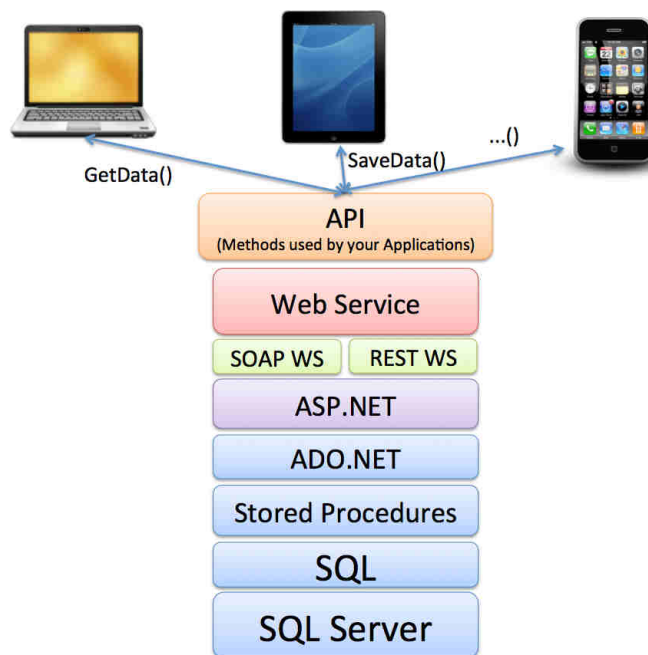 ...()
SaveData()
GetData()
API
(Methods used by your Applications)
Web Service
SOAP WS
REST WS
ASP.NET
ADO.NET
Stored Procedures
SQL
SQL Server